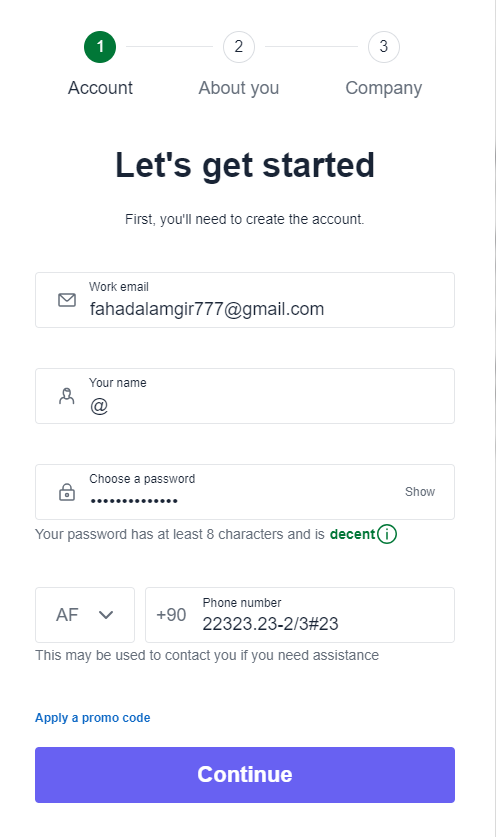 1 2 3
Account About you Company
Let's get started
First, you'll need to create the account.
Work email
fahadalamgir777@gmail.com
Your name
@
Choose a password
•••••••••••••• Show
Your password has at least 8 characters and is decent
AF +90 Phone number
22323.23-2/3#23
This may be used to contact you if you need assistance
Apply a promo code
Continue